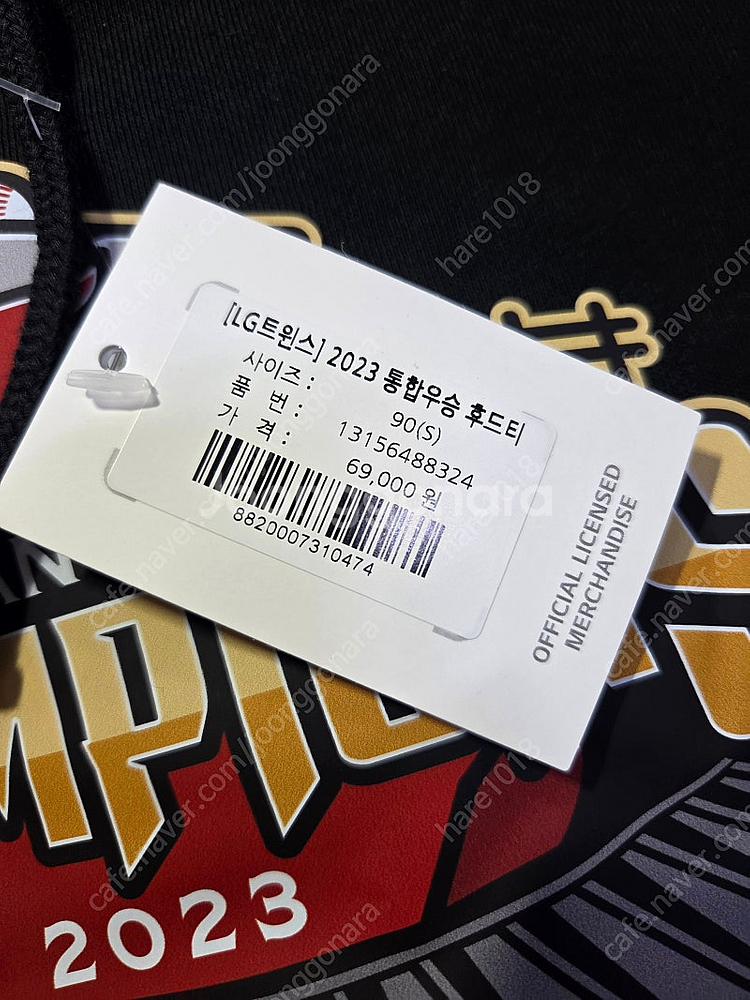 [LG트윈스] 2023 통합우승 후드티
사이즈 : 90(S)
품 번 : 13156488324
가 격 : 69,000 원
8820007310474
OFFICIAL LICENSED
MERCHANDISE
2023
joonggonara
cafe.naver.com/joonggonara
hare1018